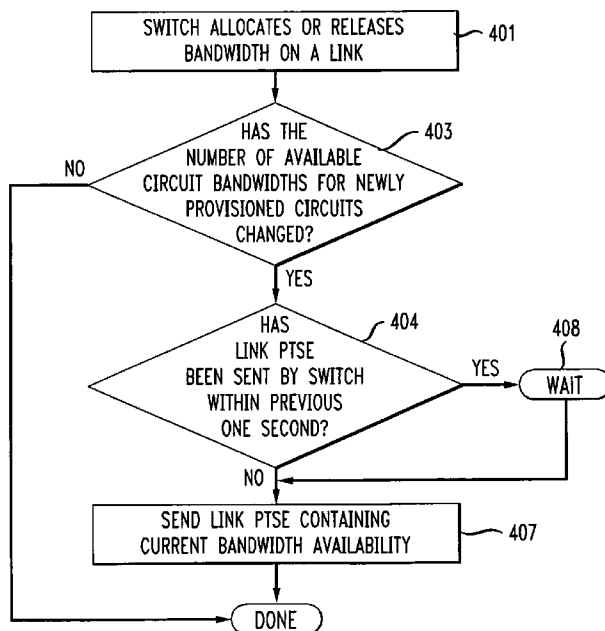 SWITCH ALLOCATES OR RELEASES
BANDWIDTH ON A LINK
401
HAS THE
NUMBER OF AVAILABLE
CIRCUIT BANDWIDTHS FOR NEWLY
PROVISIONED CIRCUITS
CHANGED?
403
NO
YES
HAS
LINK PTSE
BEEN SENT BY SWITCH
WITHIN PREVIOUS
ONE SECOND?
404
YES
408
WAIT
NO
SEND LINK PTSE CONTAINING
CURRENT BANDWIDTH AVAILABILITY
407
DONE